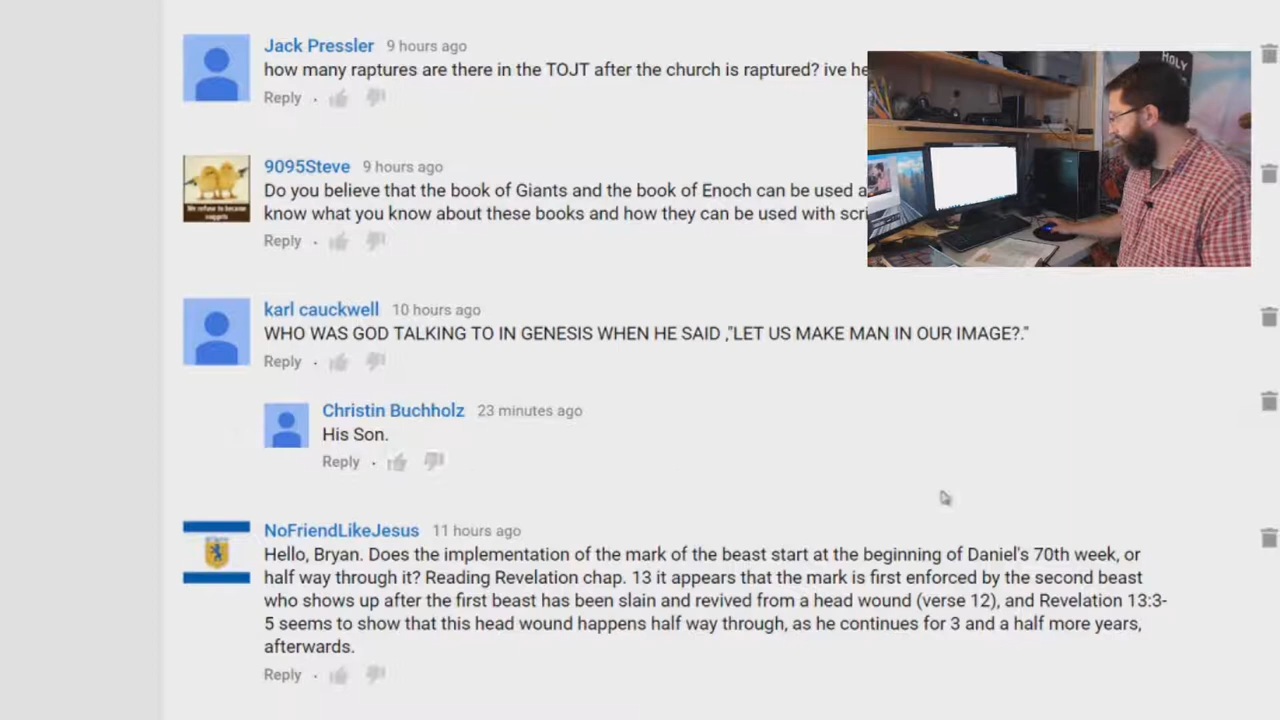 Jack Pressler 9 hours ago
how many raptures are there in the TOJT after the church is raptured? ive he
Reply
HOLY
9095Steve 9 hours ago
Do you believe that the book of Giants and the book of Enoch can be used a
know what you know about these books and how they can be used with scri
We refuse to become
nuggets
Reply
karl cauckwell 10 hours ago
WHO WAS GOD TALKING TO IN GENESIS WHEN HE SAID ,"LET US MAKE MAN IN OUR IMAGE?."
Reply
Christin Buchholz 23 minutes ago
His Son.
Reply
NoFriendLikeJesus 11 hours ago
Hello, Bryan. Does the implementation of the mark of the beast start at the beginning of Daniel's 70th week, or
half way through it? Reading Revelation chap. 13 it appears that the mark is first enforced by the second beast
who shows up after the first beast has been slain and revived from a head wound (verse 12), and Revelation 13:3-
5 seems to show that this head wound happens half way through, as he continues for 3 and a half more years,
afterwards.
Reply